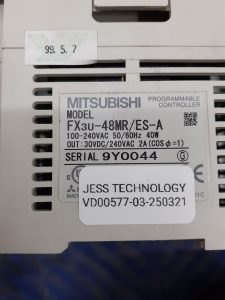 99. 5. 7
MITSUBISHI
PROGRAMMABLE
CONTROLLER
MODEL
FX3U-48MR/ES-A
100-240VAC 50/60Hz 40W
OUT:30VDC/240VAC 2A(COSφ=1)
SERIAL 9Y0044 G
JESS TECHNOLOGY
VD00577-03-250321